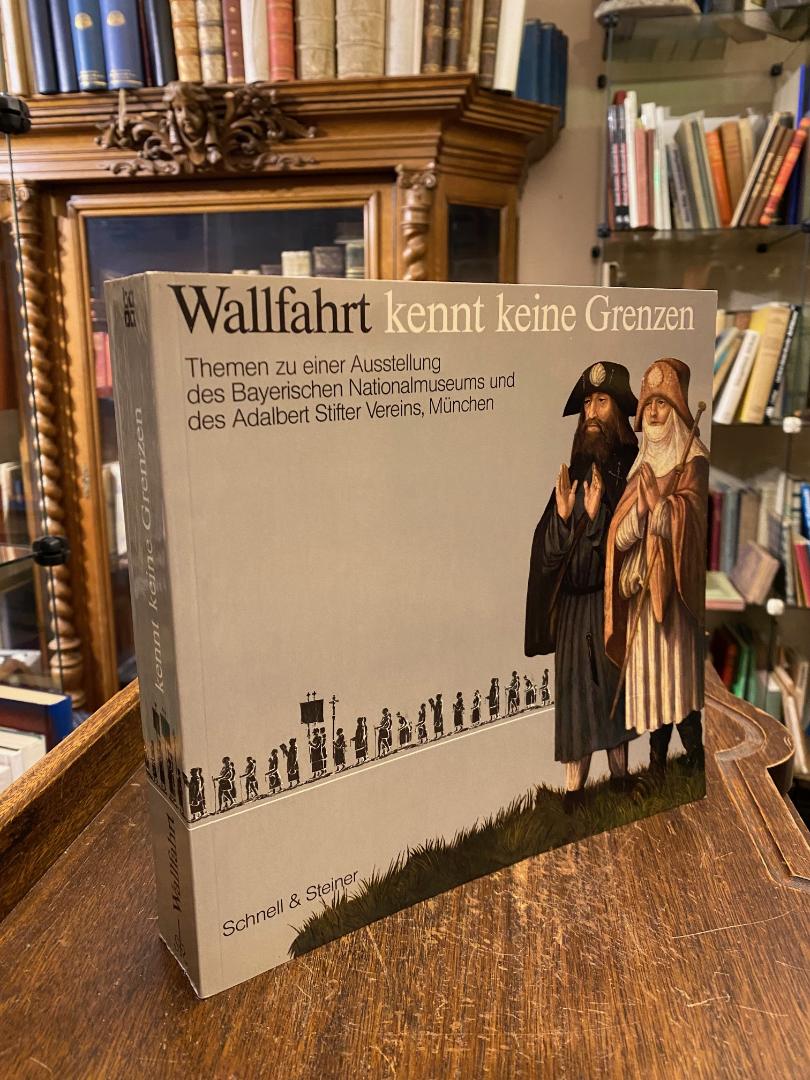 Wallfahrt kennt keine Grenzen
Themen zu einer Ausstellung
des Bayerischen Nationalmuseums und
des Adalbert Stifter Vereins, München
Schnell & Steiner
Wallfahrt kennt keine Grenzen